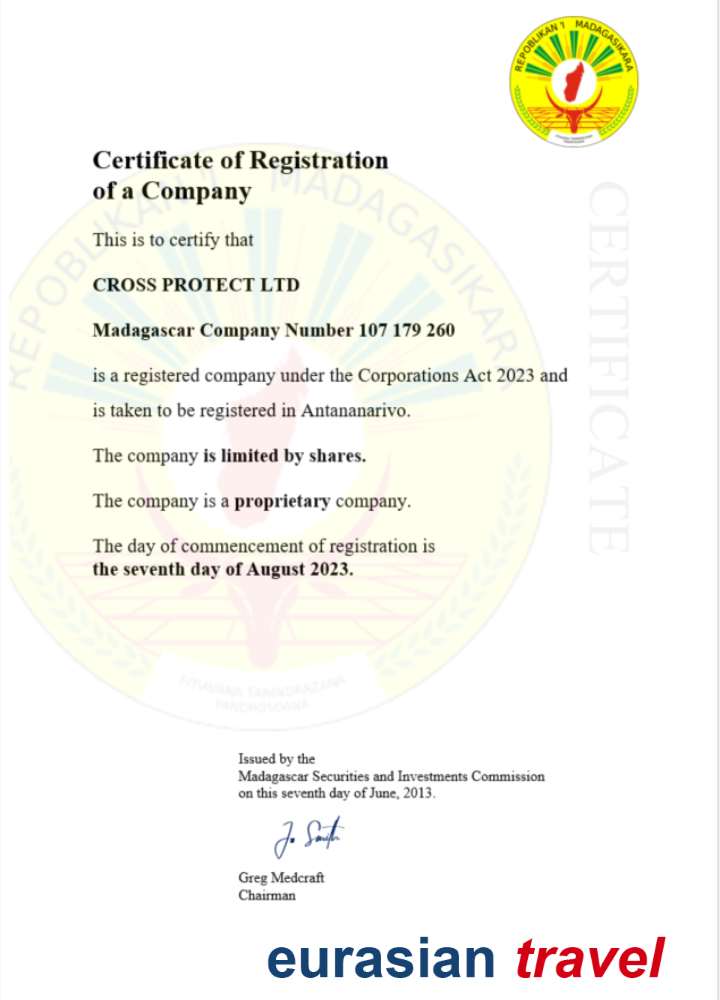 REPOBLIKAN'I MADAGASIKARA
CERTIFICATE
Certificate of Registration
of a Company
REPOBLIKAN'I MADAGASIKARA
This is to certify that
CROSS PROTECT LTD
Madagascar Company Number 107 179 260
is a registered company under the Corporations Act 2023 and
is taken to be registered in Antananarivo.
The company is limited by shares.
The company is a proprietary company.
The day of commencement of registration is
the seventh day of August 2023.
Issued by the
Madagascar Securities and Investments Commission
on this seventh day of June, 2013.
J. Smith
Greg Medcraft
Chairman
eurasian travel